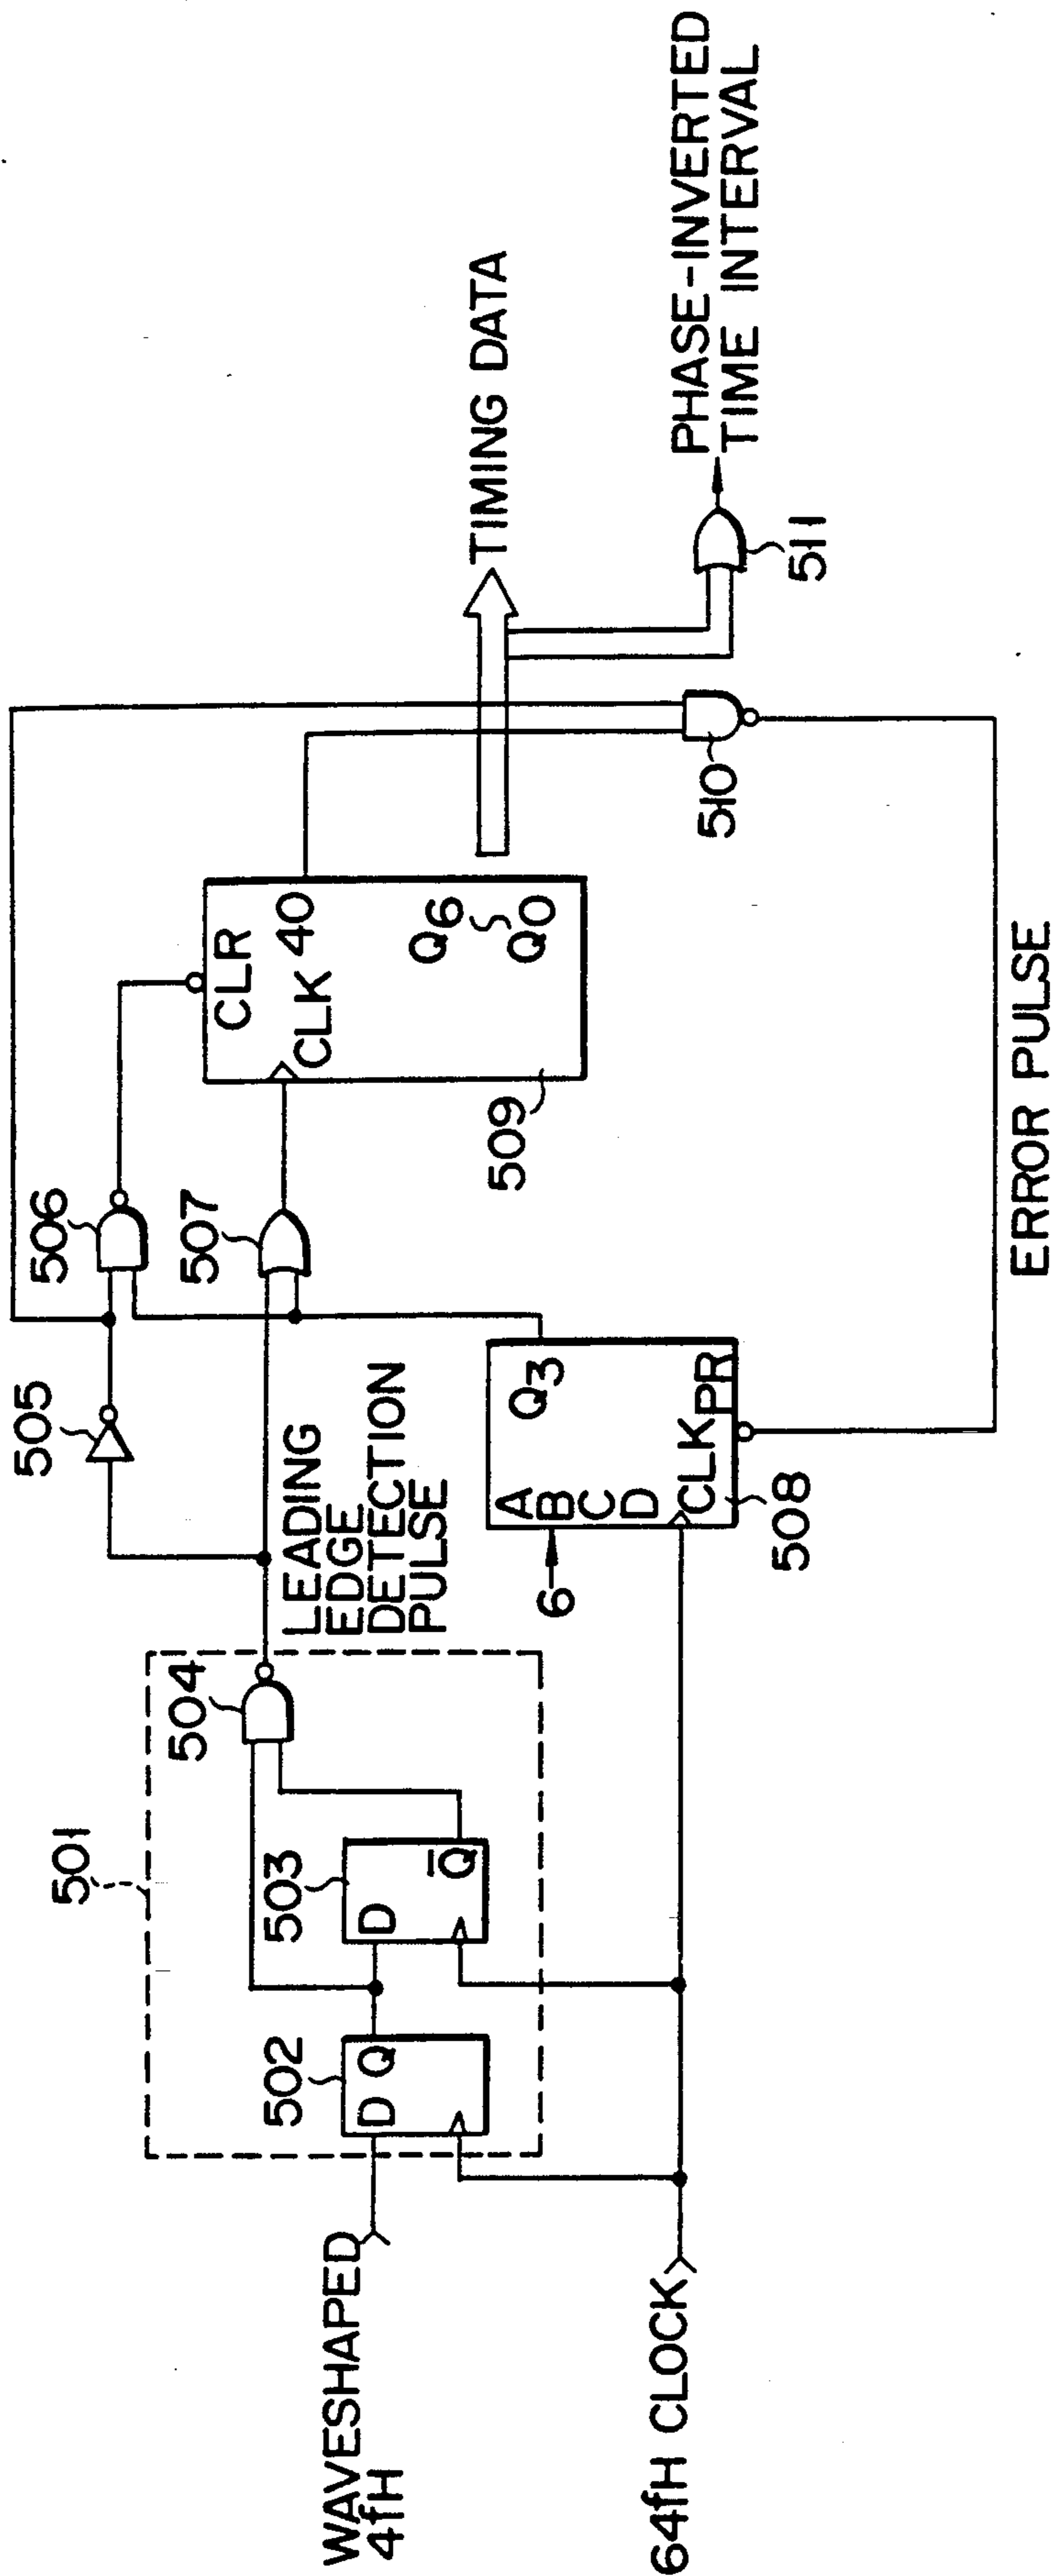 WAVESHAPED
4fH
64fH CLOCK
501
502
D Q
503
D
Q̅
504
LEADING
EDGE
DETECTION
PULSE
505
506
507
6
A
B
C
D
CLK
PR
Q3
508
CLR
CLK
40
Q6
Q0
509
TIMING DATA
510
511
PHASE-INVERTED
TIME INTERVAL
ERROR PULSE